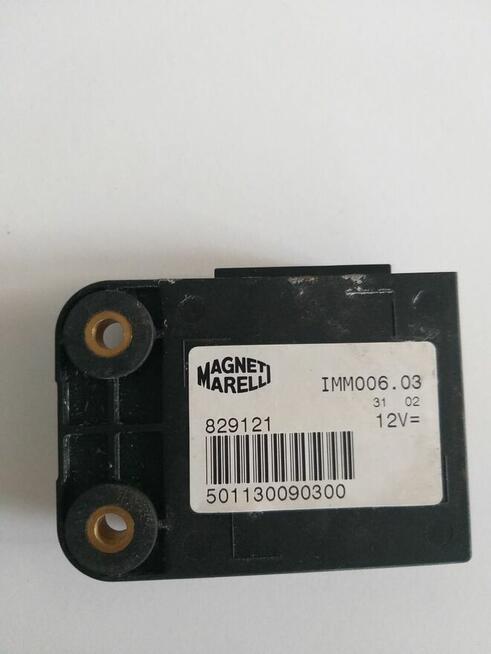 MAGNETI
MARELLI
IMM006.03
31 02
829121
12V=
501130090300